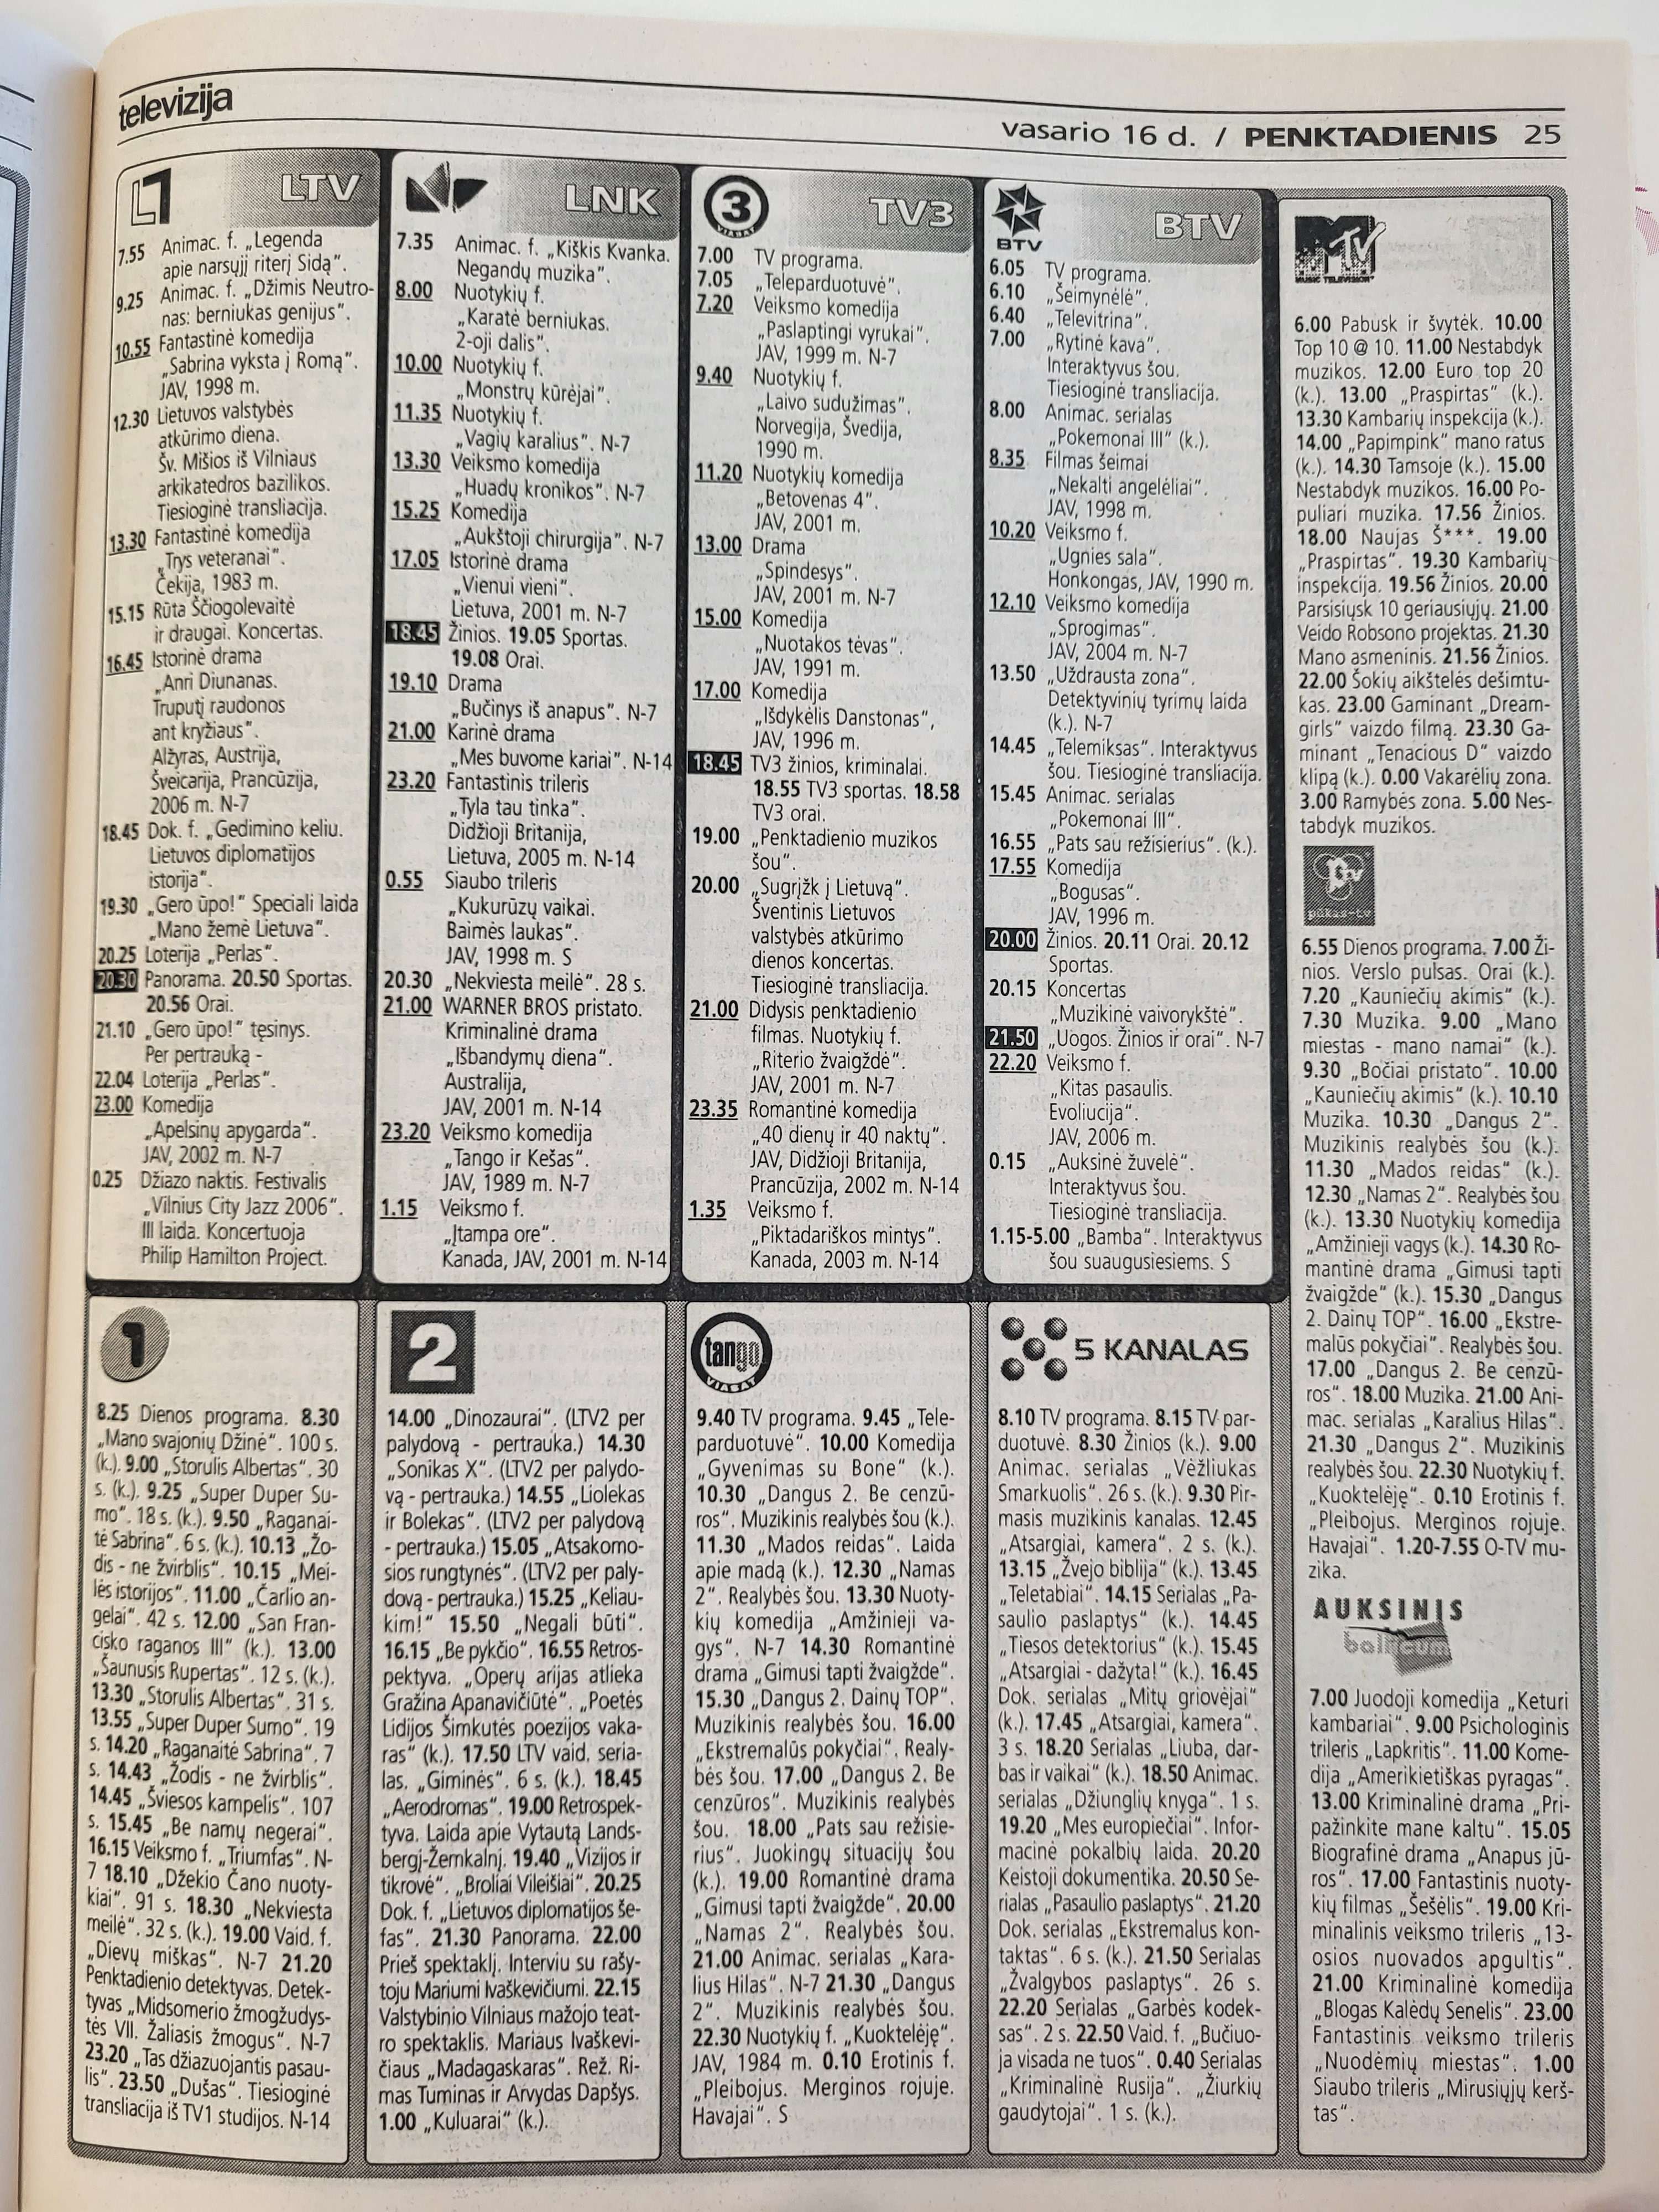 televizija
vasario 16 d. / PENKTADIENIS 25
LTV
7.55 Animac. f. „Legenda
apie narsųjį riterį Sidą“.
9.25 Animac. f. „Džimis Neutro-
nas: berniukas genijus“.
10.55 Fantastinė komedija
„Sabrina vyksta į Romą“.
JAV, 1998 m.
12.30 Lietuvos valstybės
atkūrimo diena.
Šv. Mišios iš Vilniaus
arkikatedros bazilikos.
Tiesioginė transliacija.
13.30 Fantastinė komedija
„Trys veteranai“.
Čekija, 1983 m.
15.15 Rūta Ščiogolevaitė
ir draugai. Koncertas.
16.45 Istorinė drama
„Anri Diunanas.
Truputį raudonos
ant kryžiaus“.
Alžyras, Austrija,
Šveicarija, Prancūzija,
2006 m. N-7
18.45 Dok. f. „Gedimino keliu.
Lietuvos diplomatijos
istorija“.
19.30 „Gero ūpo!“ Speciali laida
„Mano žemė Lietuva“.
20.25 Loterija „Perlas“.
20.30 Panorama. 20.50 Sportas.
20.56 Orai.
21.10 „Gero ūpo!“ tęsinys.
Per pertrauką -
22.04 Loterija „Perlas“.
23.00 Komedija
„Apelsinų apygarda“.
JAV, 2002 m. N-7
0.25 Džiazo naktis. Festivalis
„Vilnius City Jazz 2006“.
III laida. Koncertuoja
Philip Hamilton Project.
LNK
7.35 Animac. f. „Kiškis Kvanka.
Negandų muzika“.
8.00 Nuotykių f.
„Karatė berniukas.
2-oji dalis“.
10.00 Nuotykių f.
„Monstrų kūrėjai“.
11.35 Nuotykių f.
„Vagių karalius“. N-7
13.30 Veiksmo komedija
„Huadų kronikos“. N-7
15.25 Komedija
„Aukštoji chirurgija“. N-7
17.05 Istorinė drama
„Vienui vieni“.
Lietuva, 2001 m. N-7
18.45 Žinios. 19.05 Sportas.
19.08 Orai.
19.10 Drama
„Bučinys iš anapus“. N-7
21.00 Karinė drama
„Mes buvome kariai“. N-14
23.20 Fantastinis trileris
„Tyla tau tinka“.
Didžioji Britanija,
Lietuva, 2005 m. N-14
0.55 Siaubo trileris
„Kukurūzų vaikai.
Baimės laukas“.
JAV, 1998 m. S
20.30 „Nekviesta meilė“. 28 s.
21.00 WARNER BROS pristato.
Kriminalinė drama
„Išbandymų diena“.
Australija,
JAV, 2001 m. N-14
23.20 Veiksmo komedija
„Tango ir Kešas“.
JAV, 1989 m. N-7
1.15 Veiksmo f.
„Įtampa ore“.
Kanada, JAV, 2001 m. N-14
3
VIASAT
TV3
7.00 TV programa.
7.05 „Teleparduotuvė“.
7.20 Veiksmo komedija
„Paslaptingi vyrukai“.
JAV, 1999 m. N-7
9.40 Nuotykių f.
„Laivo sudužimas“.
Norvegija, Švedija,
1990 m.
11.20 Nuotykių komedija
„Betovenas 4“.
JAV, 2001 m.
13.00 Drama
„Spindesys“.
JAV, 2001 m. N-7
15.00 Komedija
„Nuotakos tėvas“.
JAV, 1991 m.
17.00 Komedija
„Išdykėlis Danstonas“,
JAV, 1996 m.
18.45 TV3 žinios, kriminalai.
18.55 TV3 sportas. 18.58
TV3 orai.
19.00 „Penktadienio muzikos
šou“.
20.00 „Sugrįžk į Lietuvą“.
Šventinis Lietuvos
valstybės atkūrimo
dienos koncertas.
Tiesioginė transliacija.
21.00 Didysis penktadienio
filmas. Nuotykių f.
„Riterio žvaigždė“.
JAV, 2001 m. N-7
23.35 Romantinė komedija
„40 dienų ir 40 naktų“.
JAV, Didžioji Britanija,
Prancūzija, 2002 m. N-14
1.35 Veiksmo f.
„Piktadariškos mintys“.
Kanada, 2003 m. N-14
BTV
BTV
6.05 TV programa.
6.10 „Šeimynėlė“.
6.40 „Televitrina“.
7.00 „Rytinė kava“.
Interaktyvus šou.
Tiesioginė transliacija.
8.00 Animac. serialas
„Pokemonai III“ (k.).
8.35 Filmas šeimai
„Nekalti angelėliai“.
JAV, 1998 m.
10.20 Veiksmo f.
„Ugnies sala“.
Honkongas, JAV, 1990 m.
12.10 Veiksmo komedija
„Sprogimas“.
JAV, 2004 m. N-7
13.50 „Uždrausta zona“.
Detektyvinių tyrimų laida
(k.). N-7
14.45 „Telemiksas“. Interaktyvus
šou. Tiesioginė transliacija.
15.45 Animac. serialas
„Pokemonai III“.
16.55 „Pats sau režisierius“. (k.).
17.55 Komedija
„Bogusas“.
JAV, 1996 m.
20.00 Žinios. 20.11 Orai. 20.12
Sportas.
20.15 Koncertas
„Muzikinė vaivorykštė“.
21.50 „Uogos. Žinios ir orai“. N-7
22.20 Veiksmo f.
„Kitas pasaulis.
Evoliucija“.
JAV, 2006 m.
0.15 „Auksinė žuvelė“.
Interaktyvus šou.
Tiesioginė transliacija.
1.15-5.00 „Bamba“. Interaktyvus
šou suaugusiesiems. S
MTV
MUSIC TELEVISION
6.00 Pabusk ir švytėk. 10.00
Top 10 @ 10. 11.00 Nestabdyk
muzikos. 12.00 Euro top 20
(k.). 13.00 „Praspirtas“ (k.).
13.30 Kambarių inspekcija (k.).
14.00 „Papimpink“ mano ratus
(k.). 14.30 Tamsoje (k.). 15.00
Nestabdyk muzikos. 16.00 Po-
puliari muzika. 17.56 Žinios.
18.00 Naujas Š***. 19.00
„Praspirtas“. 19.30 Kambarių
inspekcija. 19.56 Žinios. 20.00
Parsisiųsk 10 geriausiųjų. 21.00
Veido Robsono projektas. 21.30
Mano asmeninis. 21.56 Žinios.
22.00 Šokių aikštelės dešimtu-
kas. 23.00 Gaminant „Dream-
girls“ vaizdo filmą. 23.30 Ga-
minant „Tenacious D“ vaizdo
klipą (k.). 0.00 Vakarėlių zona.
3.00 Ramybės zona. 5.00 Nes-
tabdyk muzikos.
pūkas-tv
6.55 Dienos programa. 7.00 Ži-
nios. Verslo pulsas. Orai (k.).
7.20 „Kauniečių akimis“ (k.).
7.30 Muzika. 9.00 „Mano
miestas - mano namai“ (k.).
9.30 „Bočiai pristato“. 10.00
„Kauniečių akimis“ (k.). 10.10
Muzika. 10.30 „Dangus 2“.
Muzikinis realybės šou (k.).
11.30 „Mados reidas“ (k.).
12.30 „Namas 2“. Realybės šou
(k.). 13.30 Nuotykių komedija
„Amžinieji vagys (k.). 14.30 Ro-
mantinė drama „Gimusi tapti
žvaigžde“ (k.). 15.30 „Dangus
2. Dainų TOP“. 16.00 „Ekstre-
malūs pokyčiai“. Realybės šou.
17.00 „Dangus 2. Be cenzū-
ros“. 18.00 Muzika. 21.00 Ani-
mac. serialas „Karalius Hilas“.
21.30 „Dangus 2“. Muzikinis
realybės šou. 22.30 Nuotykių f.
„Kuoktelėję“. 0.10 Erotinis f.
„Pleibojus. Merginos rojuje.
Havajai“. 1.20-7.55 O-TV mu-
zika.
AUKSINIS
balticum
7.00 Juodoji komedija „Keturi
kambariai“. 9.00 Psichologinis
trileris „Lapkritis“. 11.00 Kome-
dija „Amerikietiškas pyragas“.
13.00 Kriminalinė drama „Pri-
pažinkite mane kaltu“. 15.05
Biografinė drama „Anapus jū-
ros“. 17.00 Fantastinis nuoty-
kių filmas „Šešėlis“. 19.00 Kri-
minalinis veiksmo trileris „13-
osios nuovados apgultis“.
21.00 Kriminalinė komedija
„Blogas Kalėdų Senelis“. 23.00
Fantastinis veiksmo trileris
„Nuodėmių miestas“. 1.00
Siaubo trileris „Mirusiųjų kerš-
tas“.
1
8.25 Dienos programa. 8.30
„Mano svajonių Džinė“. 100 s.
(k.). 9.00 „Storulis Albertas“. 30
s. (k.). 9.25 „Super Duper Su-
mo“. 18 s. (k.). 9.50 „Raganai-
tė Sabrina“. 6 s. (k.). 10.13 „Žo-
dis - ne žvirblis“. 10.15 „Mei-
lės istorijos“. 11.00 „Čarlio an-
gelai“. 42 s. 12.00 „San Fran-
cisko raganos III“ (k.). 13.00
„Šaunusis Rupertas“. 12 s. (k.).
13.30 „Storulis Albertas“. 31 s.
13.55 „Super Duper Sumo“. 19
s. 14.20 „Raganaitė Sabrina“. 7
s. 14.43 „Žodis - ne žvirblis“.
14.45 „Šviesos kampelis“. 107
s. 15.45 „Be namų negerai“.
16.15 Veiksmo f. „Triumfas“. N-
7 18.10 „Džekio Čano nuoty-
kiai“. 91 s. 18.30 „Nekviesta
meilė“. 32 s. (k.). 19.00 Vaid. f.
„Dievų miškas“. N-7 21.20
Penktadienio detektyvas. Detek-
tyvas „Midsomerio žmogžudys-
tės VII. Žaliasis žmogus“. N-7
23.20 „Tas džiazuojantis pasau-
lis“. 23.50 „Dušas“. Tiesioginė
transliacija iš TV1 studijos. N-14
2
14.00 „Dinozaurai“. (LTV2 per
palydovą - pertrauka.) 14.30
„Sonikas X“. (LTV2 per palydo-
vą - pertrauka.) 14.55 „Liolekas
ir Bolekas“. (LTV2 per palydovą
- pertrauka.) 15.05 „Atsakomo-
sios rungtynės“. (LTV2 per paly-
dovą - pertrauka.) 15.25 „Keliau-
kim!“ 15.50 „Negali būti“.
16.15 „Be pykčio“. 16.55 Retros-
pektyva. „Operų arijas atlieka
Gražina Apanavičiūtė“. „Poetės
Lidijos Šimkutės poezijos vaka-
ras“ (k.). 17.50 LTV vaid. seria-
las. „Giminės“. 6 s. (k.). 18.45
„Aerodromas“. 19.00 Retrospek-
tyva. Laida apie Vytautą Lands-
bergį-Žemkalnį. 19.40 „Vizijos ir
tikrovė“. „Broliai Vileišiai“. 20.25
Dok. f. „Lietuvos diplomatijos še-
fas“. 21.30 Panorama. 22.00
Prieš spektaklį. Interviu su rašy-
toju Mariumi Ivaškevičiumi. 22.15
Valstybinio Vilniaus mažojo teat-
ro spektaklis. Mariaus Ivaškevi-
čiaus „Madagaskaras“. Rež. Ri-
mas Tuminas ir Arvydas Dapšys.
1.00 „Kuluarai“ (k.).
tango
VIASAT
9.40 TV programa. 9.45 „Tele-
parduotuvė“. 10.00 Komedija
„Gyvenimas su Bone“ (k.).
10.30 „Dangus 2. Be cenzū-
ros“. Muzikinis realybės šou (k.).
11.30 „Mados reidas“. Laida
apie madą (k.). 12.30 „Namas
2“. Realybės šou. 13.30 Nuoty-
kių komedija „Amžinieji va-
gys“. N-7 14.30 Romantinė
drama „Gimusi tapti žvaigžde“.
15.30 „Dangus 2. Dainų TOP“.
Muzikinis realybės šou. 16.00
„Ekstremalūs pokyčiai“. Realy-
bės šou. 17.00 „Dangus 2. Be
cenzūros“. Muzikinis realybės
šou. 18.00 „Pats sau režisie-
rius“. Juokingų situacijų šou
(k.). 19.00 Romantinė drama
„Gimusi tapti žvaigžde“. 20.00
„Namas 2“. Realybės šou.
21.00 Animac. serialas „Kara-
lius Hilas“. N-7 21.30 „Dangus
2“. Muzikinis realybės šou.
22.30 Nuotykių f. „Kuoktelėję“.
JAV, 1984 m. 0.10 Erotinis f.
„Pleibojus. Merginos rojuje.
Havajai“. S
5 KANALAS
8.10 TV programa. 8.15 TV par-
duotuvė. 8.30 Žinios (k.). 9.00
Animac. serialas „Vėžliukas
Smarkuolis“. 26 s. (k.). 9.30 Pir-
masis muzikinis kanalas. 12.45
„Atsargiai, kamera“. 2 s. (k.).
13.15 „Žvejo biblija“ (k.). 13.45
„Teletabiai“. 14.15 Serialas „Pa-
saulio paslaptys“ (k.). 14.45
„Tiesos detektorius“ (k.). 15.45
„Atsargiai - dažyta!“ (k.). 16.45
Dok. serialas „Mitų griovėjai“
(k.). 17.45 „Atsargiai, kamera“.
3 s. 18.20 Serialas „Liuba, dar-
bas ir vaikai“ (k.). 18.50 Animac.
serialas „Džiunglių knyga“. 1 s.
19.20 „Mes europiečiai“. Infor-
macinė pokalbių laida. 20.20
Keistoji dokumentika. 20.50 Se-
rialas „Pasaulio paslaptys“. 21.20
Dok. serialas „Ekstremalus kon-
taktas“. 6 s. (k.). 21.50 Serialas
„Žvalgybos paslaptys“. 26 s.
22.20 Serialas „Garbės kodek-
sas“. 2 s. 22.50 Vaid. f. „Bučiuo-
ja visada ne tuos“. 0.40 Serialas
„Kriminalinė Rusija“. „Žiurkių
gaudytojai“. 1 s. (k.).